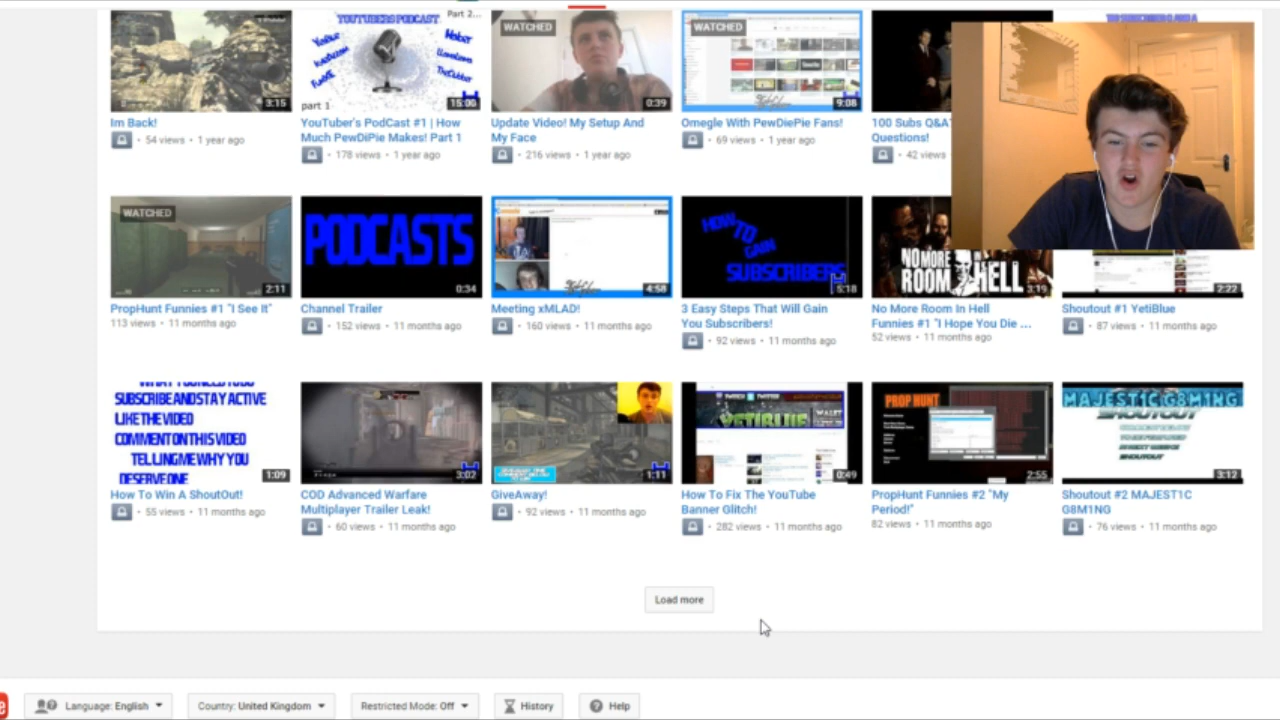 YOUTUBERS PODCAST
Part 2...
WATCHED
WATCHED
part 1
3:15
15:00
0:39
9:08
Im Back!
YouTuber's PodCast #1 | How
Much PewDiPie Makes! Part 1
Update Video! My Setup And
My Face
Omegle With PewDiePie Fans!
100 Subs Q&A
Questions!
54 views • 1 year ago
178 views • 1 year ago
216 views • 1 year ago
69 views • 1 year ago
42 views
WATCHED
PODCASTS
HOW
TO
GAIN
SUBSCRIBERS
NO MORE
ROOM IN
HELL
2:11
0:34
4:58
5:18
3:19
2:22
PropHunt Funnies #1 "I See It"
113 views • 11 months ago
Channel Trailer
152 views • 11 months ago
Meeting xMLAD!
160 views • 11 months ago
3 Easy Steps That Will Gain
You Subscribers!
92 views • 11 months ago
No More Room In Hell
Funnies #1 "I Hope You Die ...
52 views • 11 months ago
Shoutout #1 YetiBlue
87 views • 11 months ago
WHAT YOU NEED TO DO
SUBSCRIBE AND STAY ACTIVE
LIKE THE VIDEO
COMMENT ON THIS VIDEO
TELLING ME WHY YOU
DESERVE ONE
YETIBLUE
PROP HUNT
MAJEST1C G8M1NG
SHOUTOUT
1:09
3:02
1:11
0:49
2:55
3:12
How To Win A ShoutOut!
55 views • 11 months ago
COD Advanced Warfare
Multiplayer Trailer Leak!
60 views • 11 months ago
GiveAway!
92 views • 11 months ago
How To Fix The YouTube
Banner Glitch!
282 views • 11 months ago
PropHunt Funnies #2 "My
Period!"
82 views • 11 months ago
Shoutout #2 MAJEST1C
G8M1NG
76 views • 11 months ago
Load more
Language: English
Country: United Kingdom
Restricted Mode: Off
History
Help